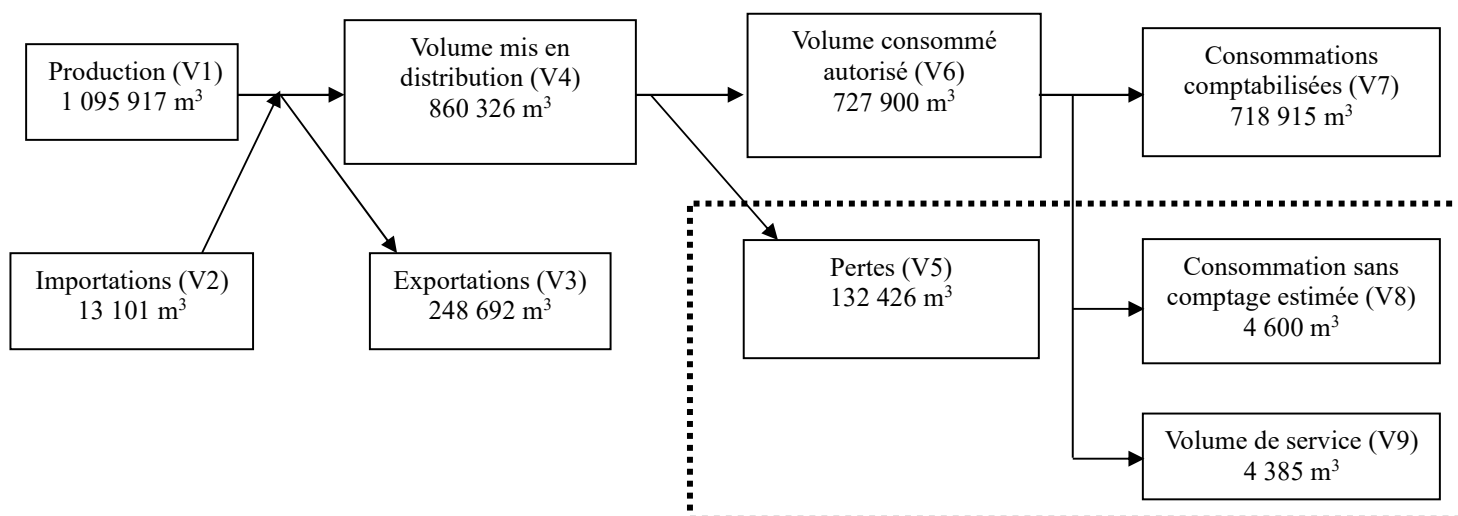 Production (V1)
1 095 917 m³
Volume mis en
distribution (V4)
860 326 m³
Volume consommé
autorisé (V6)
727 900 m³
Consommations
comptabilisées (V7)
718 915 m³
Importations (V2)
13 101 m³
Exportations (V3)
248 692 m³
Pertes (V5)
132 426 m³
Consommation sans
comptage estimée (V8)
4 600 m³
Volume de service (V9)
4 385 m³